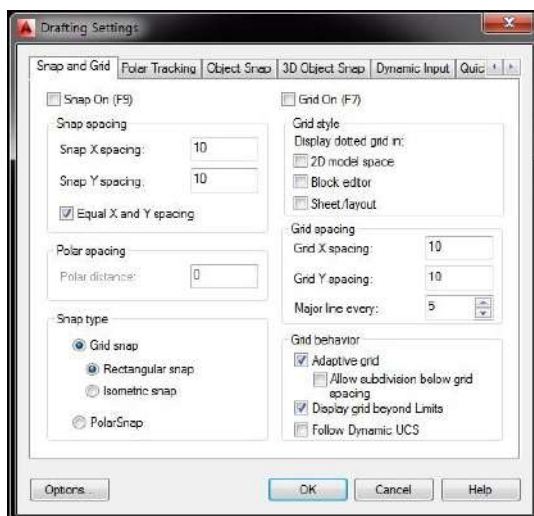 Drafting Settings
Snap and Grid Polar Tracking Object Snap 3D Object Snap Dynamic Input Quic
Snap On (F9)
Snap spacing
Snap X spacing: 10
Snap Y spacing: 10
Equal X and Y spacing
Polar spacing
Polar distance: 0
Snap type
Grid snap
Rectangular snap
Isometric snap
PolarSnap
Grid On (F7)
Grid style
Display dotted grid in:
2D model space
Block editor
Sheet/layout
Grid spacing
Grid X spacing: 10
Grid Y spacing: 10
Major line every: 5
Grid behavior
Adaptive grid
Allow subdivision below grid
spacing
Display grid beyond Limits
Follow Dynamic UCS
Options... OK Cancel Help